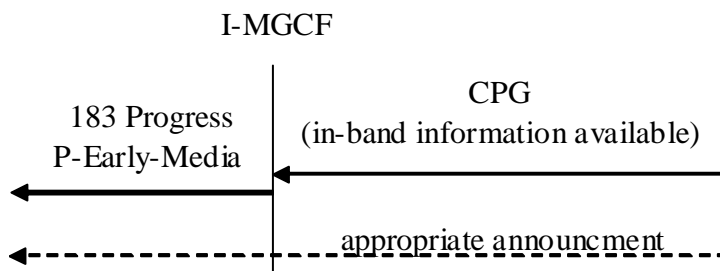 I-MGCF
183 Progress
P-Early-Media
CPG
(in-band information available)
appropriate announcment